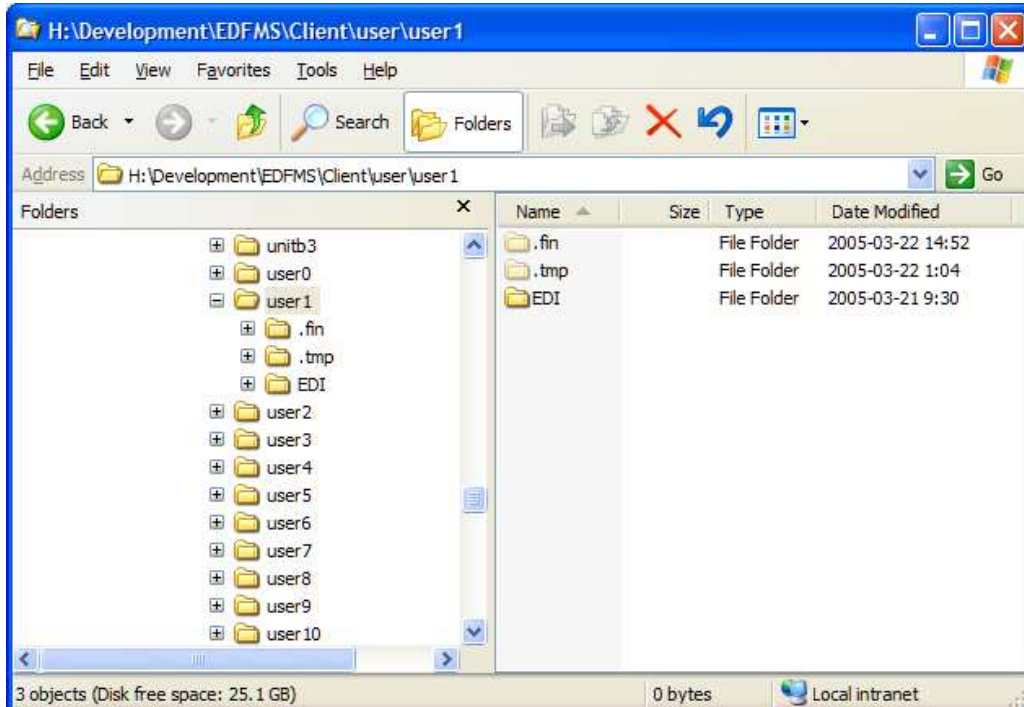 H:\Development\EDFMS\Client\user\user1
File Edit View Favorites Tools Help
Back Search Folders
Address H:\Development\EDFMS\Client\user\user1 Go
Folders
unitb3
user0
user1
.fin
.tmp
EDI
user2
user3
user4
user5
user6
user7
user8
user9
user10
Name Size Type Date Modified
.fin File Folder 2005-03-22 14:52
.tmp File Folder 2005-03-22 1:04
EDI File Folder 2005-03-21 9:30
3 objects (Disk free space: 25.1 GB) 0 bytes Local intranet